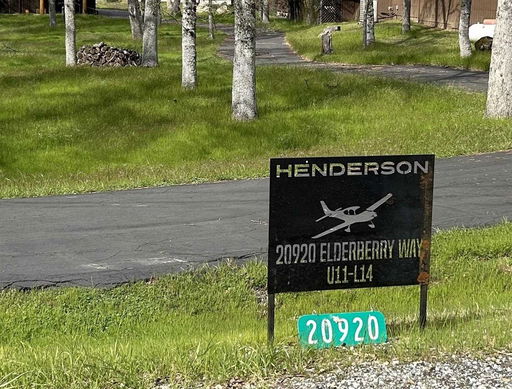 HENDERSON
20920 ELDERBERRY WAY
U11-L14
20920